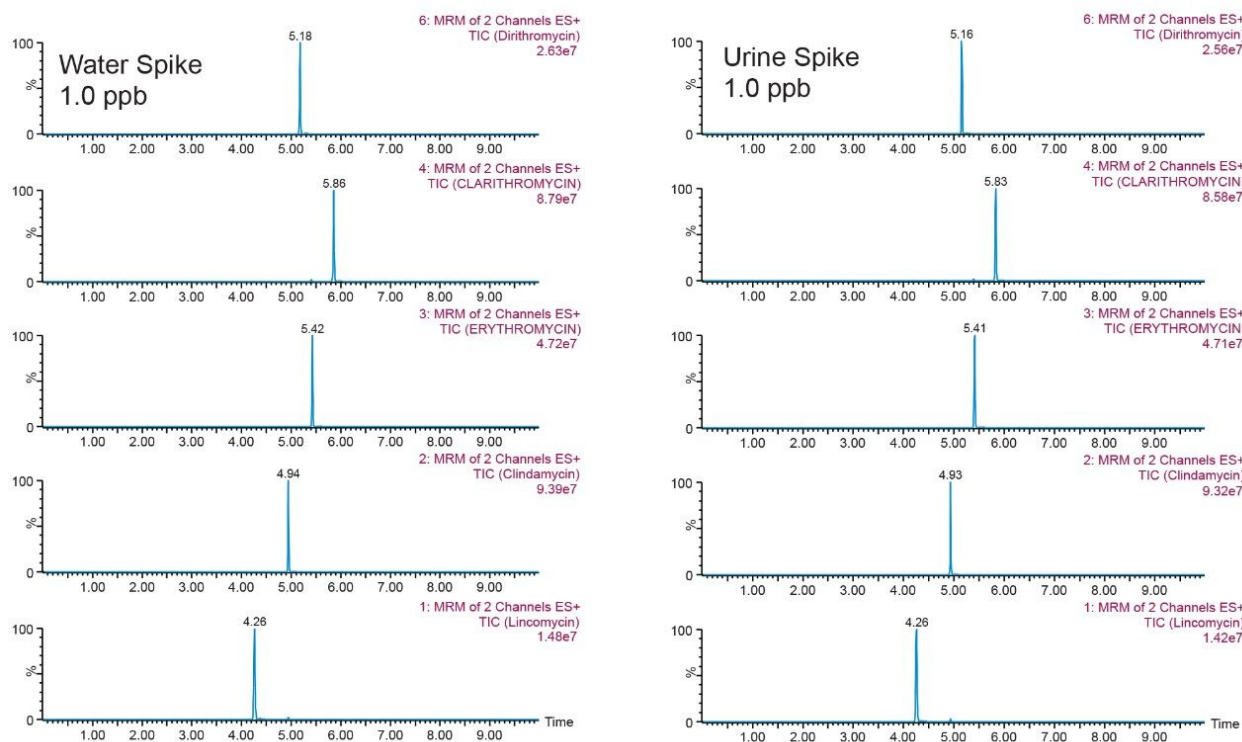 6: MRM of 2 Channels ES+
TIC (Dirithromycin)
2.63e7
5.18
100
Water Spike
1.0 ppb
%
0
1.00 2.00 3.00 4.00 5.00 6.00 7.00 8.00 9.00
4: MRM of 2 Channels ES+
TIC (CLARITHROMYCIN)
8.79e7
5.86
100
%
0
1.00 2.00 3.00 4.00 5.00 6.00 7.00 8.00 9.00
3: MRM of 2 Channels ES+
TIC (ERYTHROMYCIN)
4.72e7
5.42
100
%
0
1.00 2.00 3.00 4.00 5.00 6.00 7.00 8.00 9.00
2: MRM of 2 Channels ES+
TIC (Clindamycin)
9.39e7
4.94
100
%
0
1.00 2.00 3.00 4.00 5.00 6.00 7.00 8.00 9.00
1: MRM of 2 Channels ES+
TIC (Lincomycin)
1.48e7
4.26
100
%
0
Time
1.00 2.00 3.00 4.00 5.00 6.00 7.00 8.00 9.00
6: MRM of 2 Channels ES+
TIC (Dirithromycin)
2.56e7
5.16
100
Urine Spike
1.0 ppb
%
0
1.00 2.00 3.00 4.00 5.00 6.00 7.00 8.00 9.00
4: MRM of 2 Channels ES+
TIC (CLARITHROMYCIN)
8.58e7
5.83
100
%
0
1.00 2.00 3.00 4.00 5.00 6.00 7.00 8.00 9.00
3: MRM of 2 Channels ES+
TIC (ERYTHROMYCIN)
4.71e7
5.41
100
%
0
1.00 2.00 3.00 4.00 5.00 6.00 7.00 8.00 9.00
2: MRM of 2 Channels ES+
TIC (Clindamycin)
9.32e7
4.93
100
%
0
1.00 2.00 3.00 4.00 5.00 6.00 7.00 8.00 9.00
1: MRM of 2 Channels ES+
TIC (Lincomycin)
1.42e7
4.26
100
%
0
Time
1.00 2.00 3.00 4.00 5.00 6.00 7.00 8.00 9.00